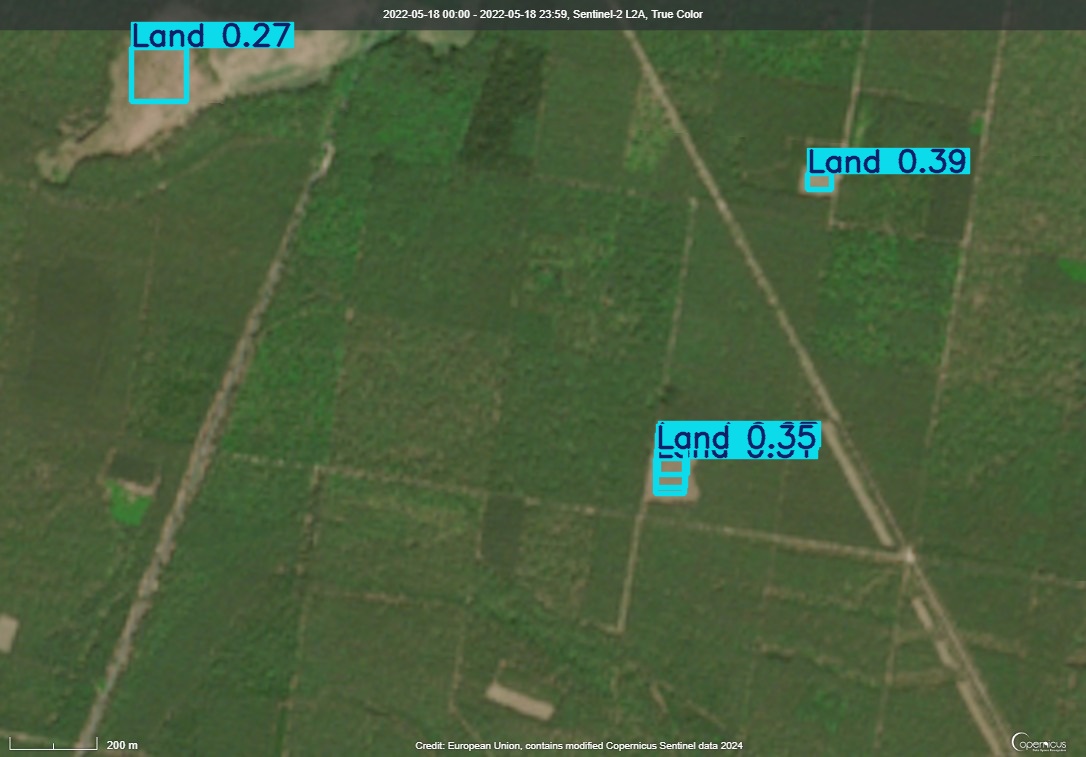 2022-05-18 00:00 - 2022-05-18 23:59, Sentinel-2 L2A, True Color
Land 0.27
Land 0.39
Land 0.35
200 m
Credit: European Union, contains modified Copernicus Sentinel data 2024
opernicus